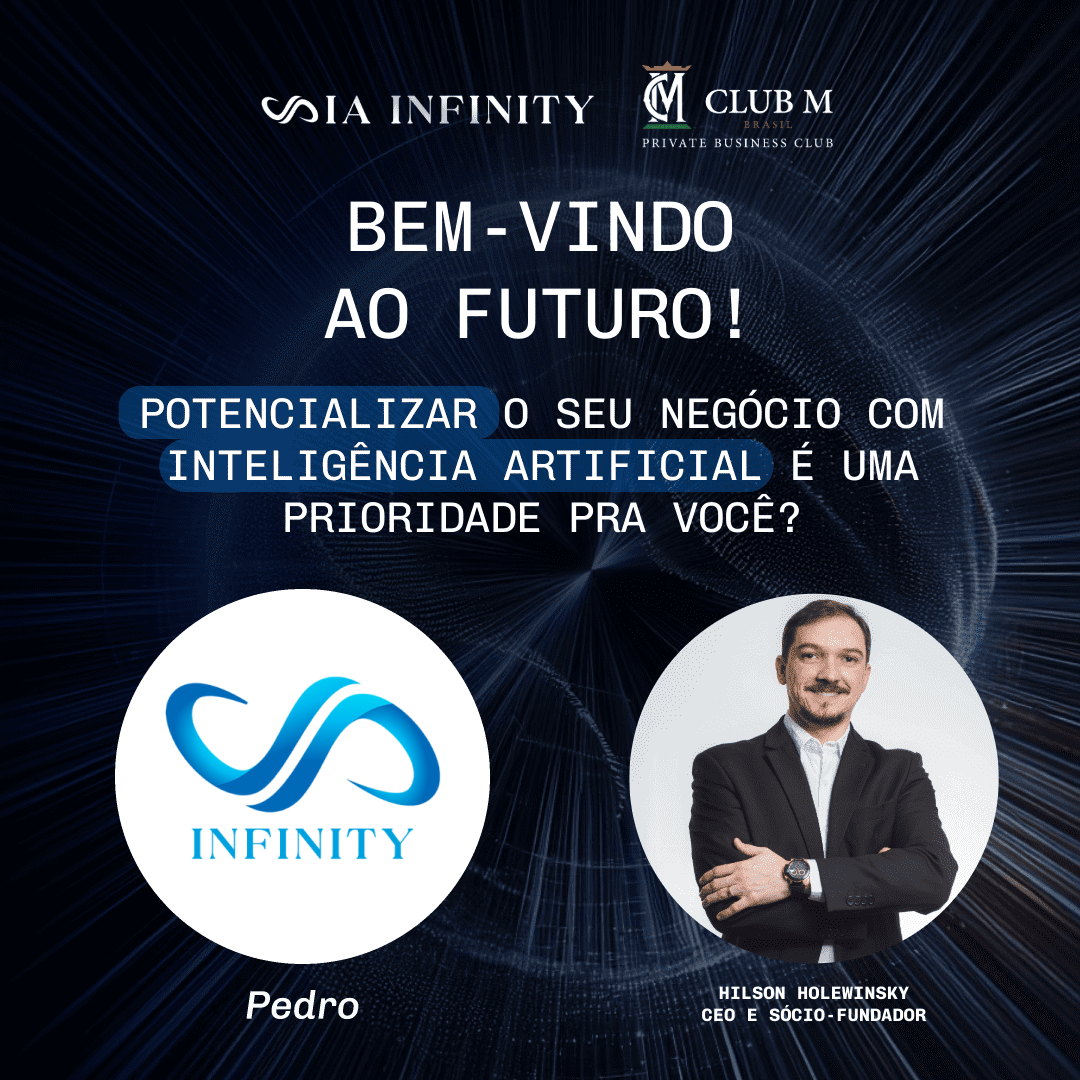 IA INFINITY
CM CLUB M
BRASIL
PRIVATE BUSINESS CLUB
BEM-VINDO
AO FUTURO!
POTENCIALIZAR O SEU NEGÓCIO COM
INTELIGÊNCIA ARTIFICIAL É UMA
PRIORIDADE PRA VOCÊ?
INFINITY
Pedro
HILSON HOLEWINSKY
CEO E SÓCIO-FUNDADOR